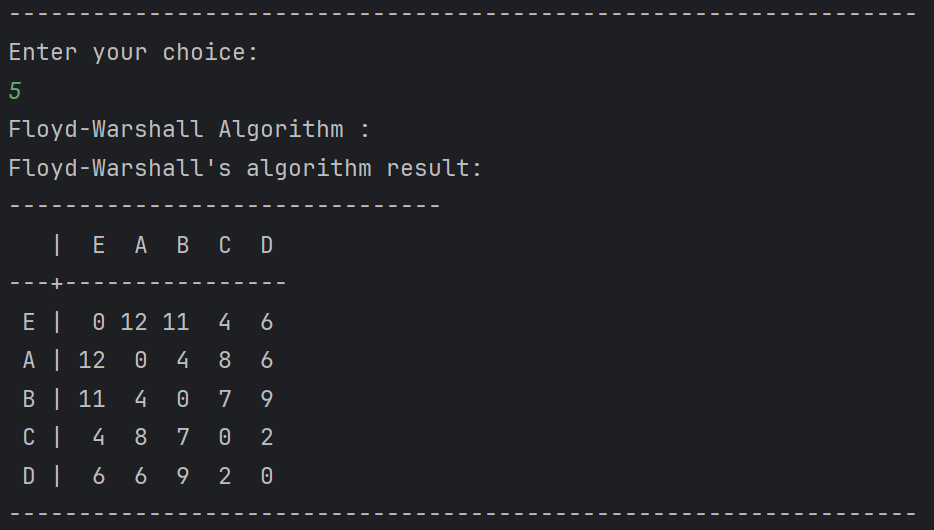 -----------------------------------------------------------------
Enter your choice:
5
Floyd-Warshall Algorithm :
Floyd-Warshall's algorithm result:
-------------------------------
   |  E  A  B  C  D
---+----------------
 E |  0 12 11  4  6
 A | 12  0  4  8  6
 B | 11  4  0  7  9
 C |  4  8  7  0  2
 D |  6  6  9  2  0
-----------------------------------------------------------------